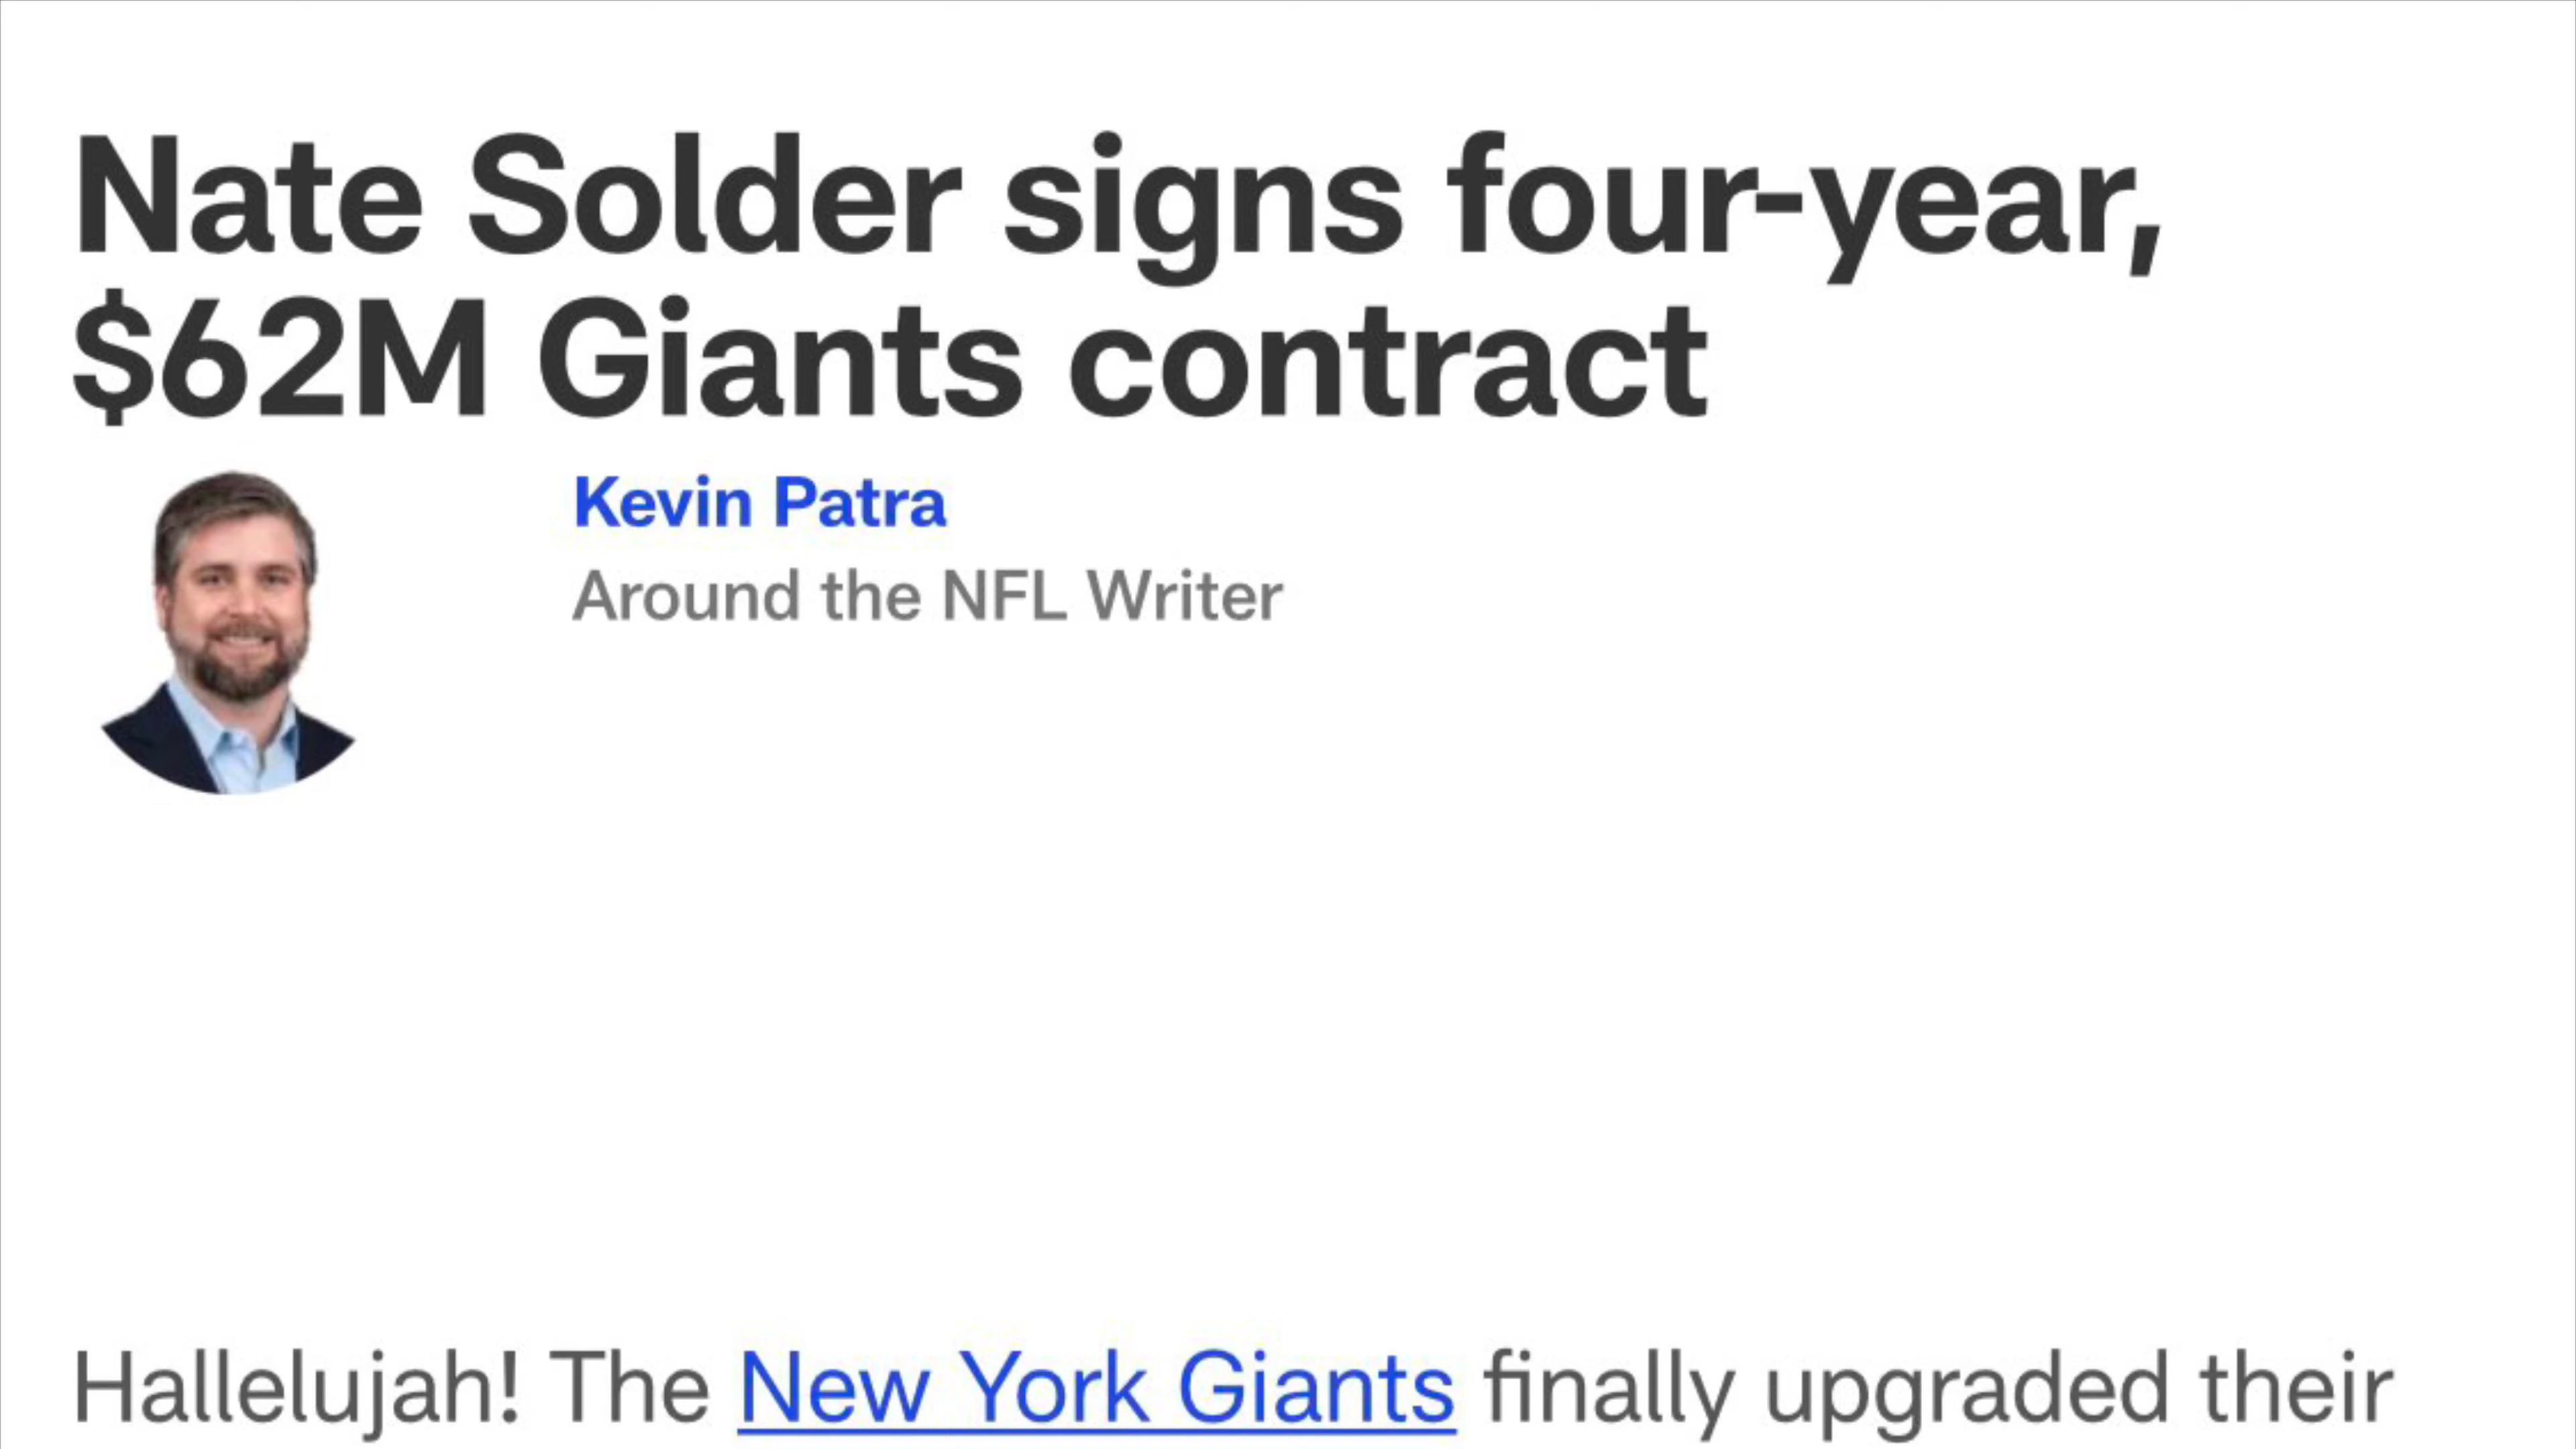 Nate Solder signs four-year,
$62M Giants contract
Kevin Patra
Around the NFL Writer
Hallelujah! The New York Giants finally upgraded their